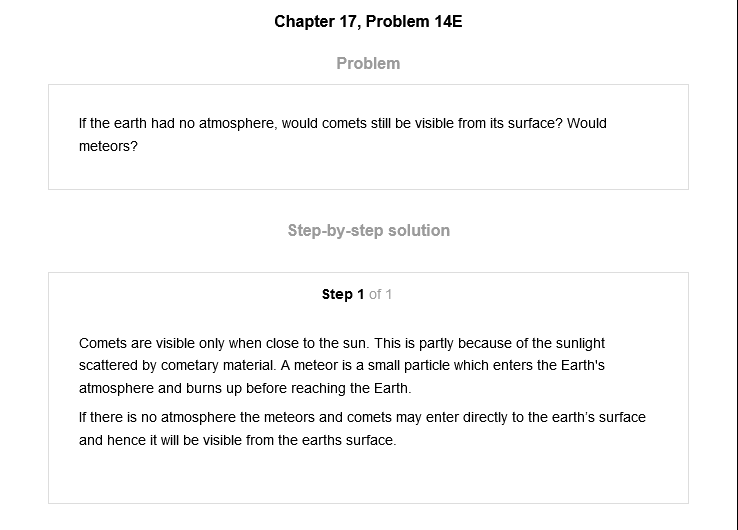 Chapter 17, Problem 14E
Problem
If the earth had no atmosphere, would comets still be visible from its surface? Would
meteors?
Step-by-step solution
Step 1 of 1
Comets are visible only when close to the sun. This is partly because of the sunlight
scattered by cometary material. A meteor is a small particle which enters the Earth's
atmosphere and burns up before reaching the Earth.
If there is no atmosphere the meteors and comets may enter directly to the earth’s surface
and hence it will be visible from the earths surface.